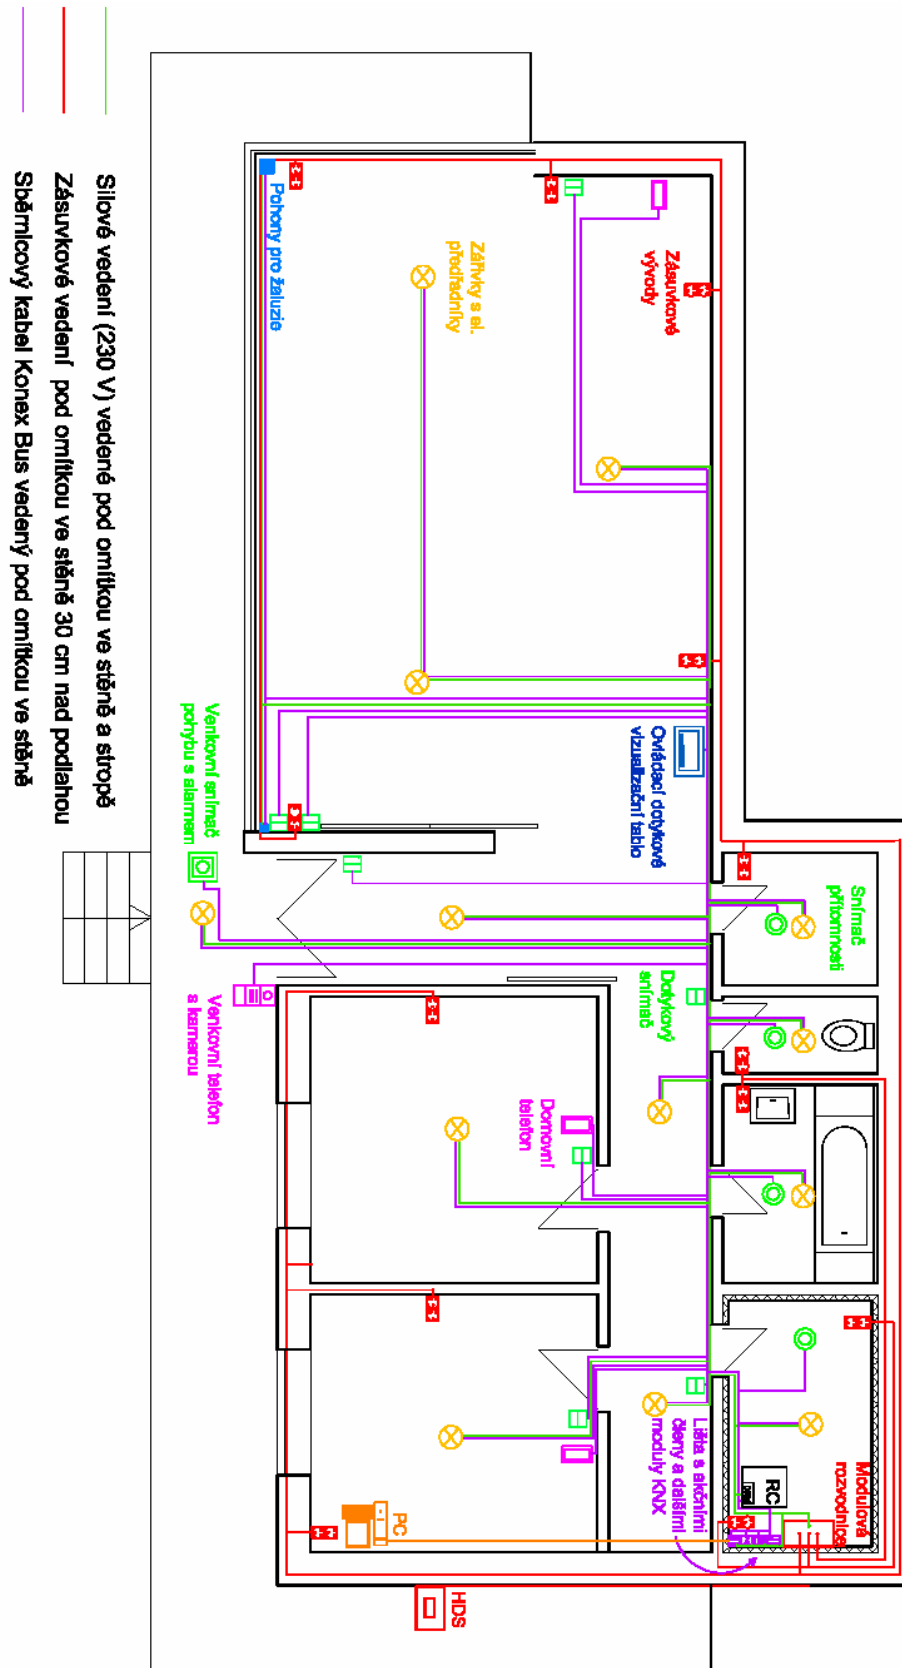 Silové vedení (230 V) vedené pod omítkou ve stěně a stropě
Zásuvkové vedení pod omítkou ve stěně 30 cm nad podlahou
Sběrnicový kabel Konex Bus vedený pod omítkou ve stěně
Zásuvkové
vývody
Zářivky s el.
předřadníky
Pohony pro žaluzie
Ovládací dotykové
vizualizační tablo
Venkovní snímač
pohybu s alarmem
Snímač
přítomnosti
Dotykový
snímač
Venkovní telefon
s kamerou
Domovní
telefon
Lišta s akčními
členy a dalšími
moduly KNX
RC
Modulová
rozvodnice
PC
HDS